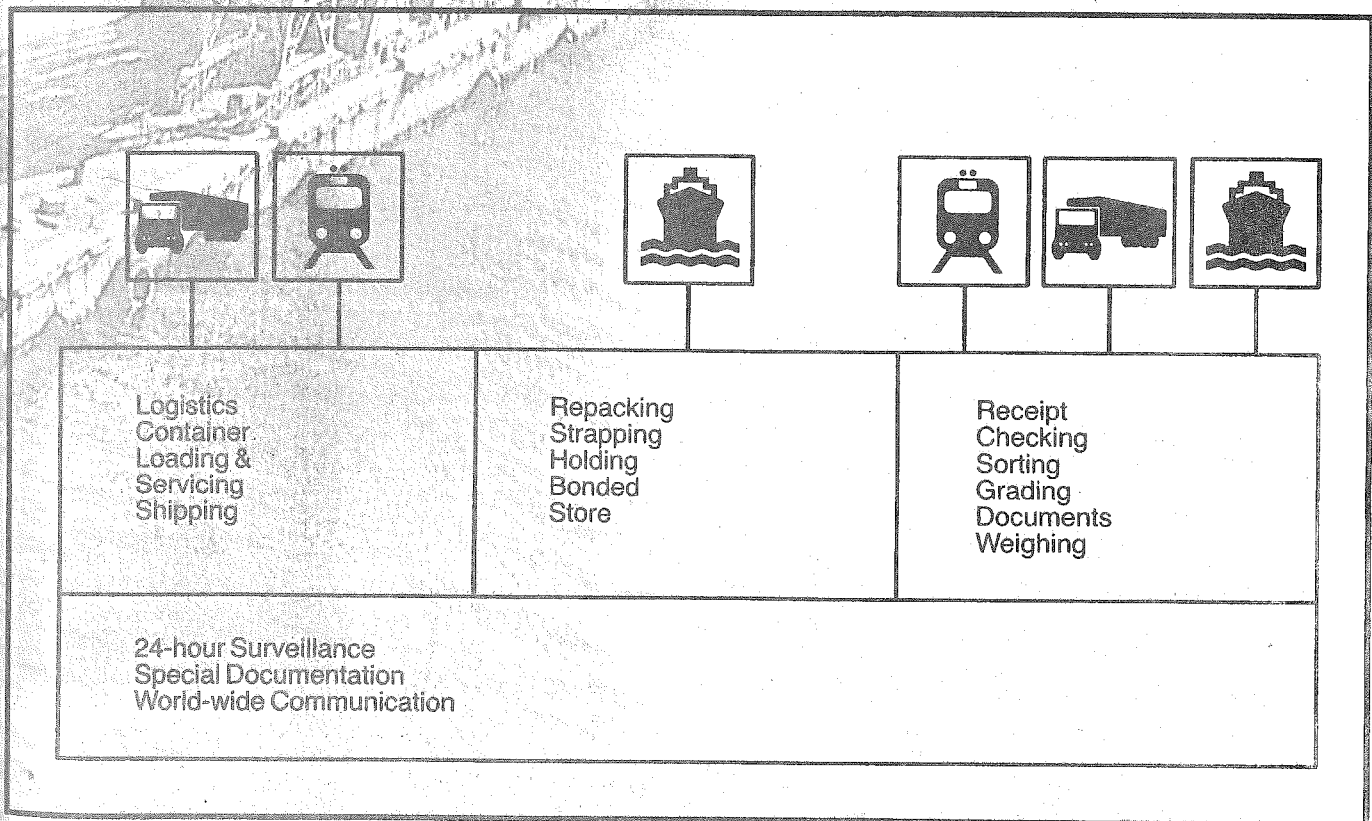 Logistics
Container
Loading &
Servicing
Shipping
Repacking
Strapping
Holding
Bonded
Store
Receipt
Checking
Sorting
Grading
Documents
Weighing
24-hour Surveillance
Special Documentation
World-wide Communication